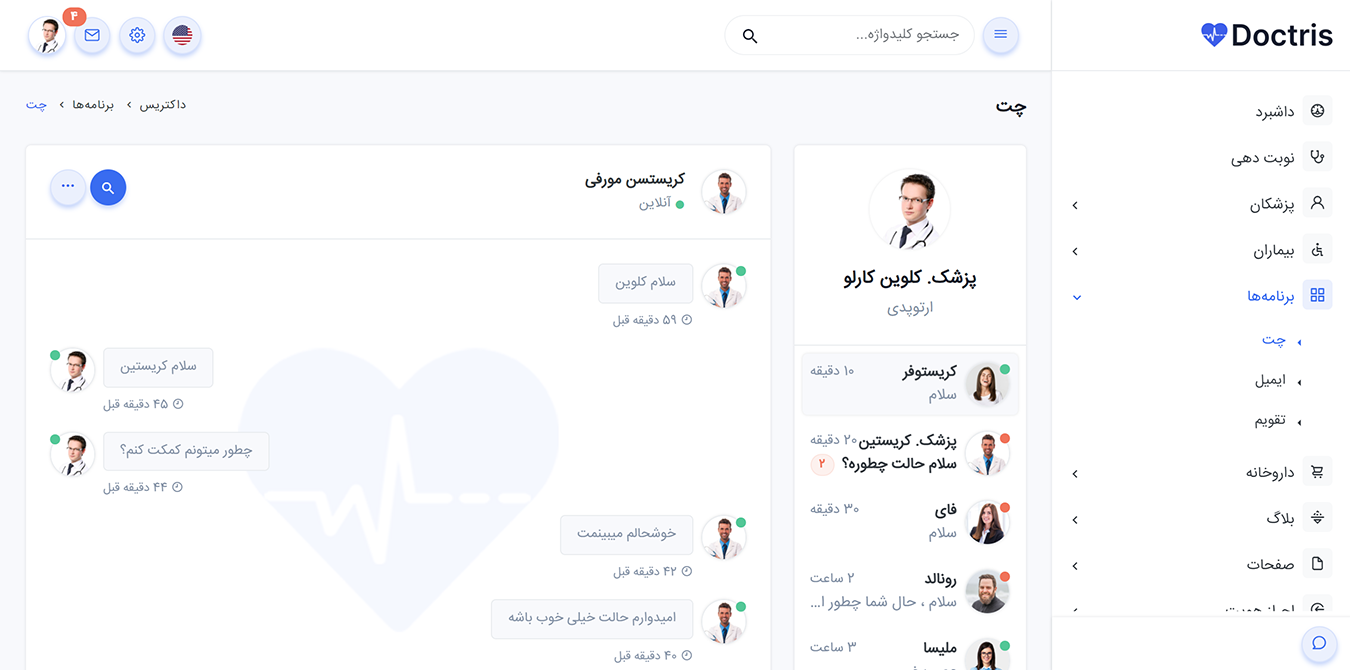 Doctris
جستجو کلیدواژه...
۴
داشبرد
نوبت دهی
پزشکان
بیماران
برنامه‌ها
چت
ایمیل
تقویم
داروخانه
بلاگ
صفحات
چت
داکتریس
برنامه‌ها
چت
پزشک. کلوین کارلو
ارتوپدی
کریستوفر
۱۰ دقیقه
سلام
پزشک. کریستین
۲۰ دقیقه
سلام حالت چطوره؟
۲
فای
۳۰ دقیقه
سلام
رونالد
۲ ساعت
سلام ، حال شما چطور ا...
ملیسا
۳ ساعت
کریستسن مورفی
آنلاین
سلام کلوین
۵۹ دقیقه قبل
سلام کریستین
۴۵ دقیقه قبل
چطور میتونم کمکت کنم؟
۴۴ دقیقه قبل
خوشحالم میبینمت
۴۲ دقیقه قبل
امیدوارم حالت خیلی خوب باشه
۴۰ دقیقه قبل